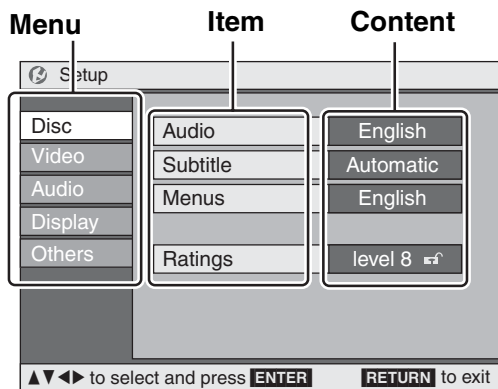 Menu Item Content
Setup
Disc Audio English
Video Subtitle Automatic
Audio Menus English
Display
Others Ratings level 8
▲▼◀▶ to select and press ENTER RETURN to exit